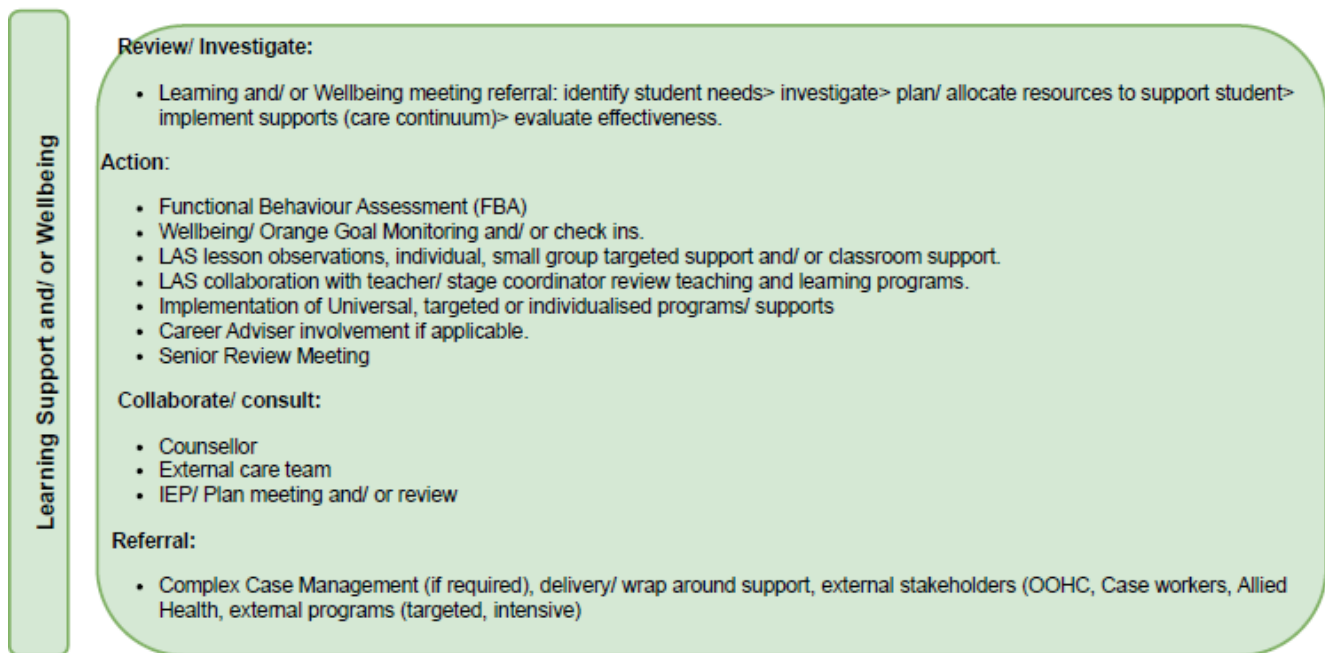 Learning Support and/ or Wellbeing
Review/ Investigate:
• Learning and/ or Wellbeing meeting referral: identify student needs> investigate> plan/ allocate resources to support student>
implement supports (care continuum)> evaluate effectiveness.
Action:
• Functional Behaviour Assessment (FBA)
• Wellbeing/ Orange Goal Monitoring and/ or check ins.
• LAS lesson observations, individual, small group targeted support and/ or classroom support.
• LAS collaboration with teacher/ stage coordinator review teaching and learning programs.
• Implementation of Universal, targeted or individualised programs/ supports
• Career Adviser involvement if applicable.
• Senior Review Meeting
Collaborate/ consult:
• Counsellor
• External care team
• IEP/ Plan meeting and/ or review
Referral:
• Complex Case Management (if required), delivery/ wrap around support, external stakeholders (OOHC, Case workers, Allied
Health, external programs (targeted, intensive)